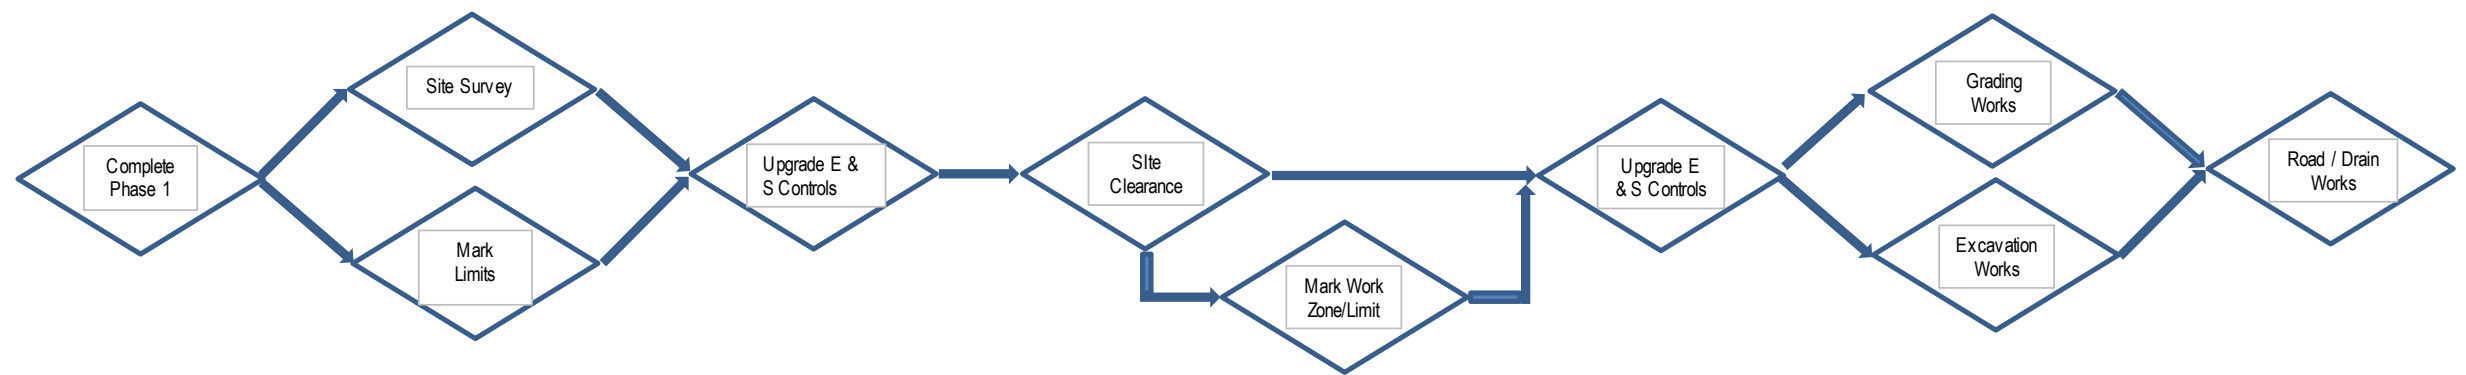 Complete
Phase 1
Site Survey
Mark
Limits
Upgrade E &
S Controls
SIte
Clearance
Mark Work
Zone/Limit
Upgrade E
& S Controls
Grading
Works
Excavation
Works
Road / Drain
Works